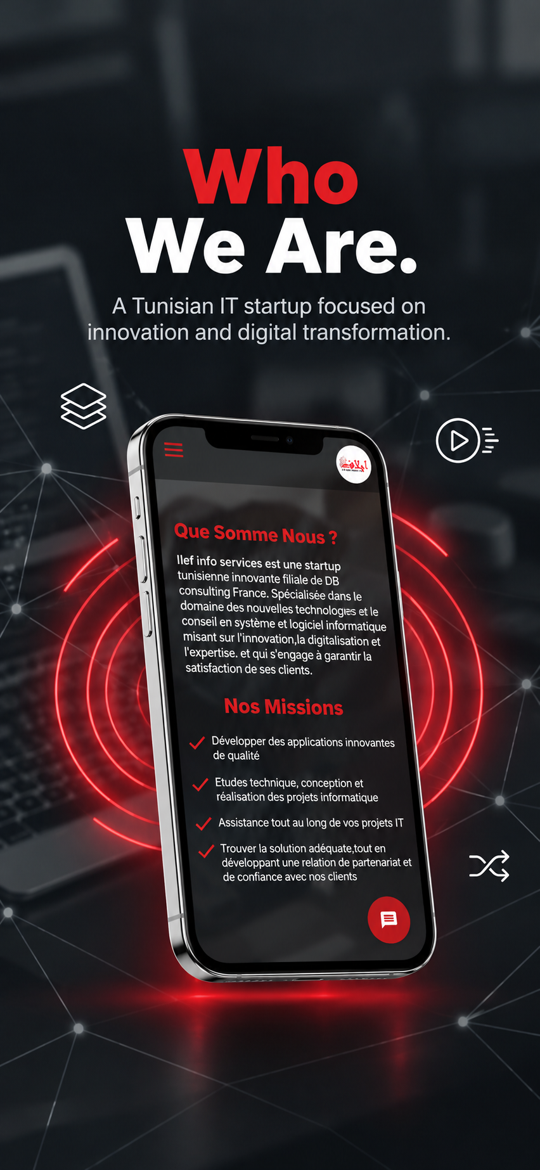 Who
We Are.
A Tunisian IT startup focused on
innovation and digital transformation.
Que Somme Nous ?
Ilef info services est une startup
tunisienne innovante filiale de DB
consulting France. Spécialisée dans le
domaine des nouvelles technologies et le
conseil en système et logiciel informatique
misant sur l'innovation,la digitalisation et
l'expertise. et qui s'engage à garantir la
satisfaction de ses clients.
Nos Missions
Développer des applications innovantes
de qualité
Etudes technique, conception et
réalisation des projets informatique
Assistance tout au long de vos projets IT
Trouver la solution adéquate,tout en
développant une relation de partenariat et
de confiance avec nos clients